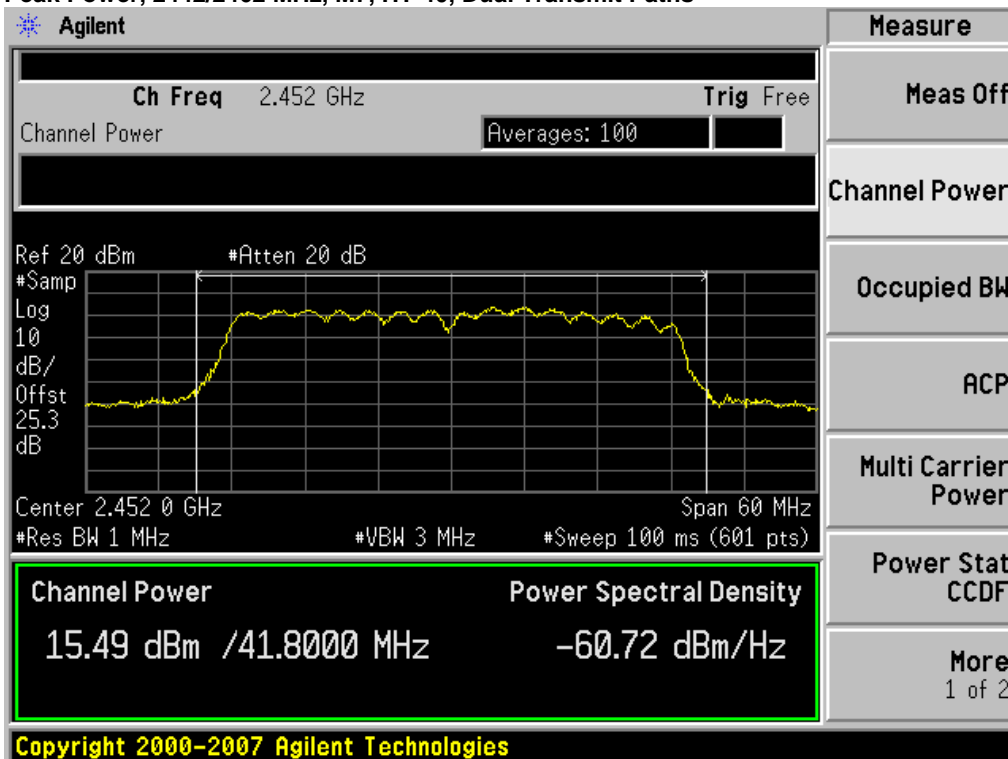 Agilent
Measure
Ch Freq 2.452 GHz
Trig Free
Meas Off
Channel Power
Averages: 100
Channel Power
Ref 20 dBm #Atten 20 dB
#Samp
Log
10
dB/
Offst
25.3
dB
Occupied BW
ACP
Multi Carrier
Power
Center 2.452 0 GHz
Span 60 MHz
#Res BW 1 MHz #VBW 3 MHz #Sweep 100 ms (601 pts)
Channel Power
Power Spectral Density
15.49 dBm /41.8000 MHz
-60.72 dBm/Hz
Power Stat
CCDF
More
1 of 2
Copyright 2000-2007 Agilent Technologies